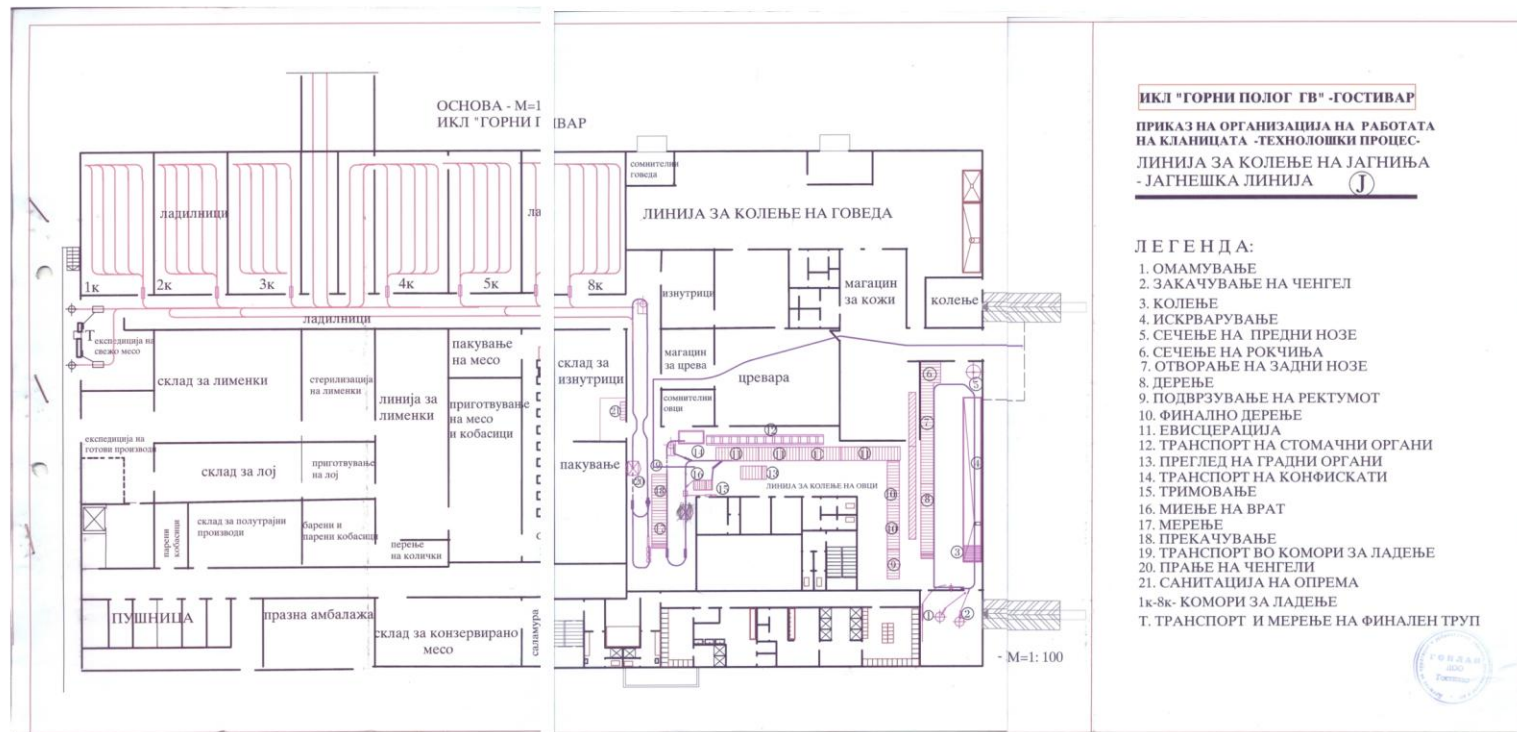 ОСНОВА - М=1
ИКЛ "ГОРНИ П ИВАР
сомнителни
говеда
ладилници
ЛИНИЈА ЗА КОЛЕЊЕ НА ГОВЕДА
1к
2к
3к
4к
5к
8к
изнутрици
магацин
за кожи
колење
ладилници
Т
експедиција на
свежо месо
склад за лименки
стерилизација
на лименки
линија за
лименки
пакување
на месо
приготвување
на месо
и кобасици
склад за
изнутрици
магацин
за црева
сомнителни
овци
цревара
експедиција на
готови производи
склад за лој
приготвување
на лој
пакување
ЛИНИЈА ЗА КОЛЕЊЕ НА ОВЦИ
парени
кобасици
склад за полутрајни
производи
барени и
парени кобасици
перење
на колички
ПУШНИЦА
празна амбалажа
склад за конзервирано
месо
саламура
- М=1: 100
ИКЛ "ГОРНИ ПОЛОГ ГВ" -ГОСТИВАР
ПРИКАЗ НА ОРГАНИЗАЦИЈА НА РАБОТАТА
НА КЛАНИЦАТА -ТЕХНОЛОШКИ ПРОЦЕС-
ЛИНИЈА ЗА КОЛЕЊЕ НА ЈАГНИЊА
- ЈАГНЕШКА ЛИНИЈА J
ЛЕГЕНДА:
1. ОМАМУВАЊЕ
2. ЗАКАЧУВАЊЕ НА ЧЕНГЕЛ
3. КОЛЕЊЕ
4. ИСКРВАРУВАЊЕ
5. СЕЧЕЊЕ НА ПРЕДНИ НОЗЕ
6. СЕЧЕЊЕ НА РОКЧИЊА
7. ОТВОРАЊЕ НА ЗАДНИ НОЗЕ
8. ДЕРЕЊЕ
9. ПОДВРЗУВАЊЕ НА РЕКТУМОТ
10. ФИНАЛНО ДЕРЕЊЕ
11. ЕВИСЦЕРАЦИЈА
12. ТРАНСПОРТ НА СТОМАЧНИ ОРГАНИ
13. ПРЕГЛЕД НА ГРАДНИ ОРГАНИ
14. ТРАНСПОРТ НА КОНФИСКАТИ
15. ТРИМОВАЊЕ
16. МИЕЊЕ НА ВРАТ
17. МЕРЕЊЕ
18. ПРЕКАЧУВАЊЕ
19. ТРАНСПОРТ ВО КОМОРИ ЗА ЛАДЕЊЕ
20. ПРАЊЕ НА ЧЕНГЕЛИ
21. САНИТАЦИЈА НА ОПРЕМА
1к-8к- КОМОРИ ЗА ЛАДЕЊЕ
Т. ТРАНСПОРТ И МЕРЕЊЕ НА ФИНАЛЕН ТРУП